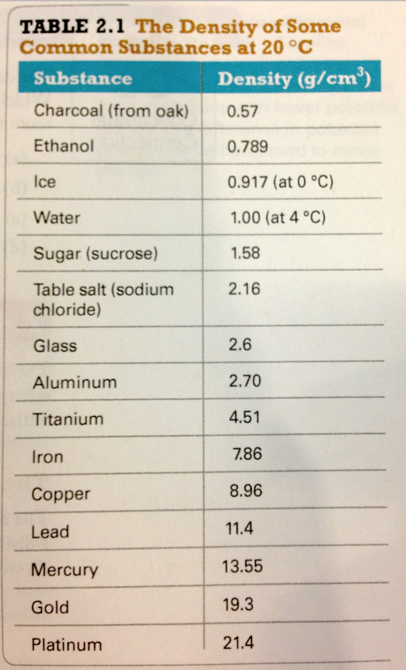 TABLE 2.1 The Density of Some
Common Substances at 20 °C
Substance Density (g/cm³)
Charcoal (from oak) 0.57
Ethanol 0.789
Ice 0.917 (at 0 °C)
Water 1.00 (at 4 °C)
Sugar (sucrose) 1.58
Table salt (sodium 2.16
chloride)
Glass 2.6
Aluminum 2.70
Titanium 4.51
Iron 7.86
Copper 8.96
Lead 11.4
Mercury 13.55
Gold 19.3
Platinum 21.4